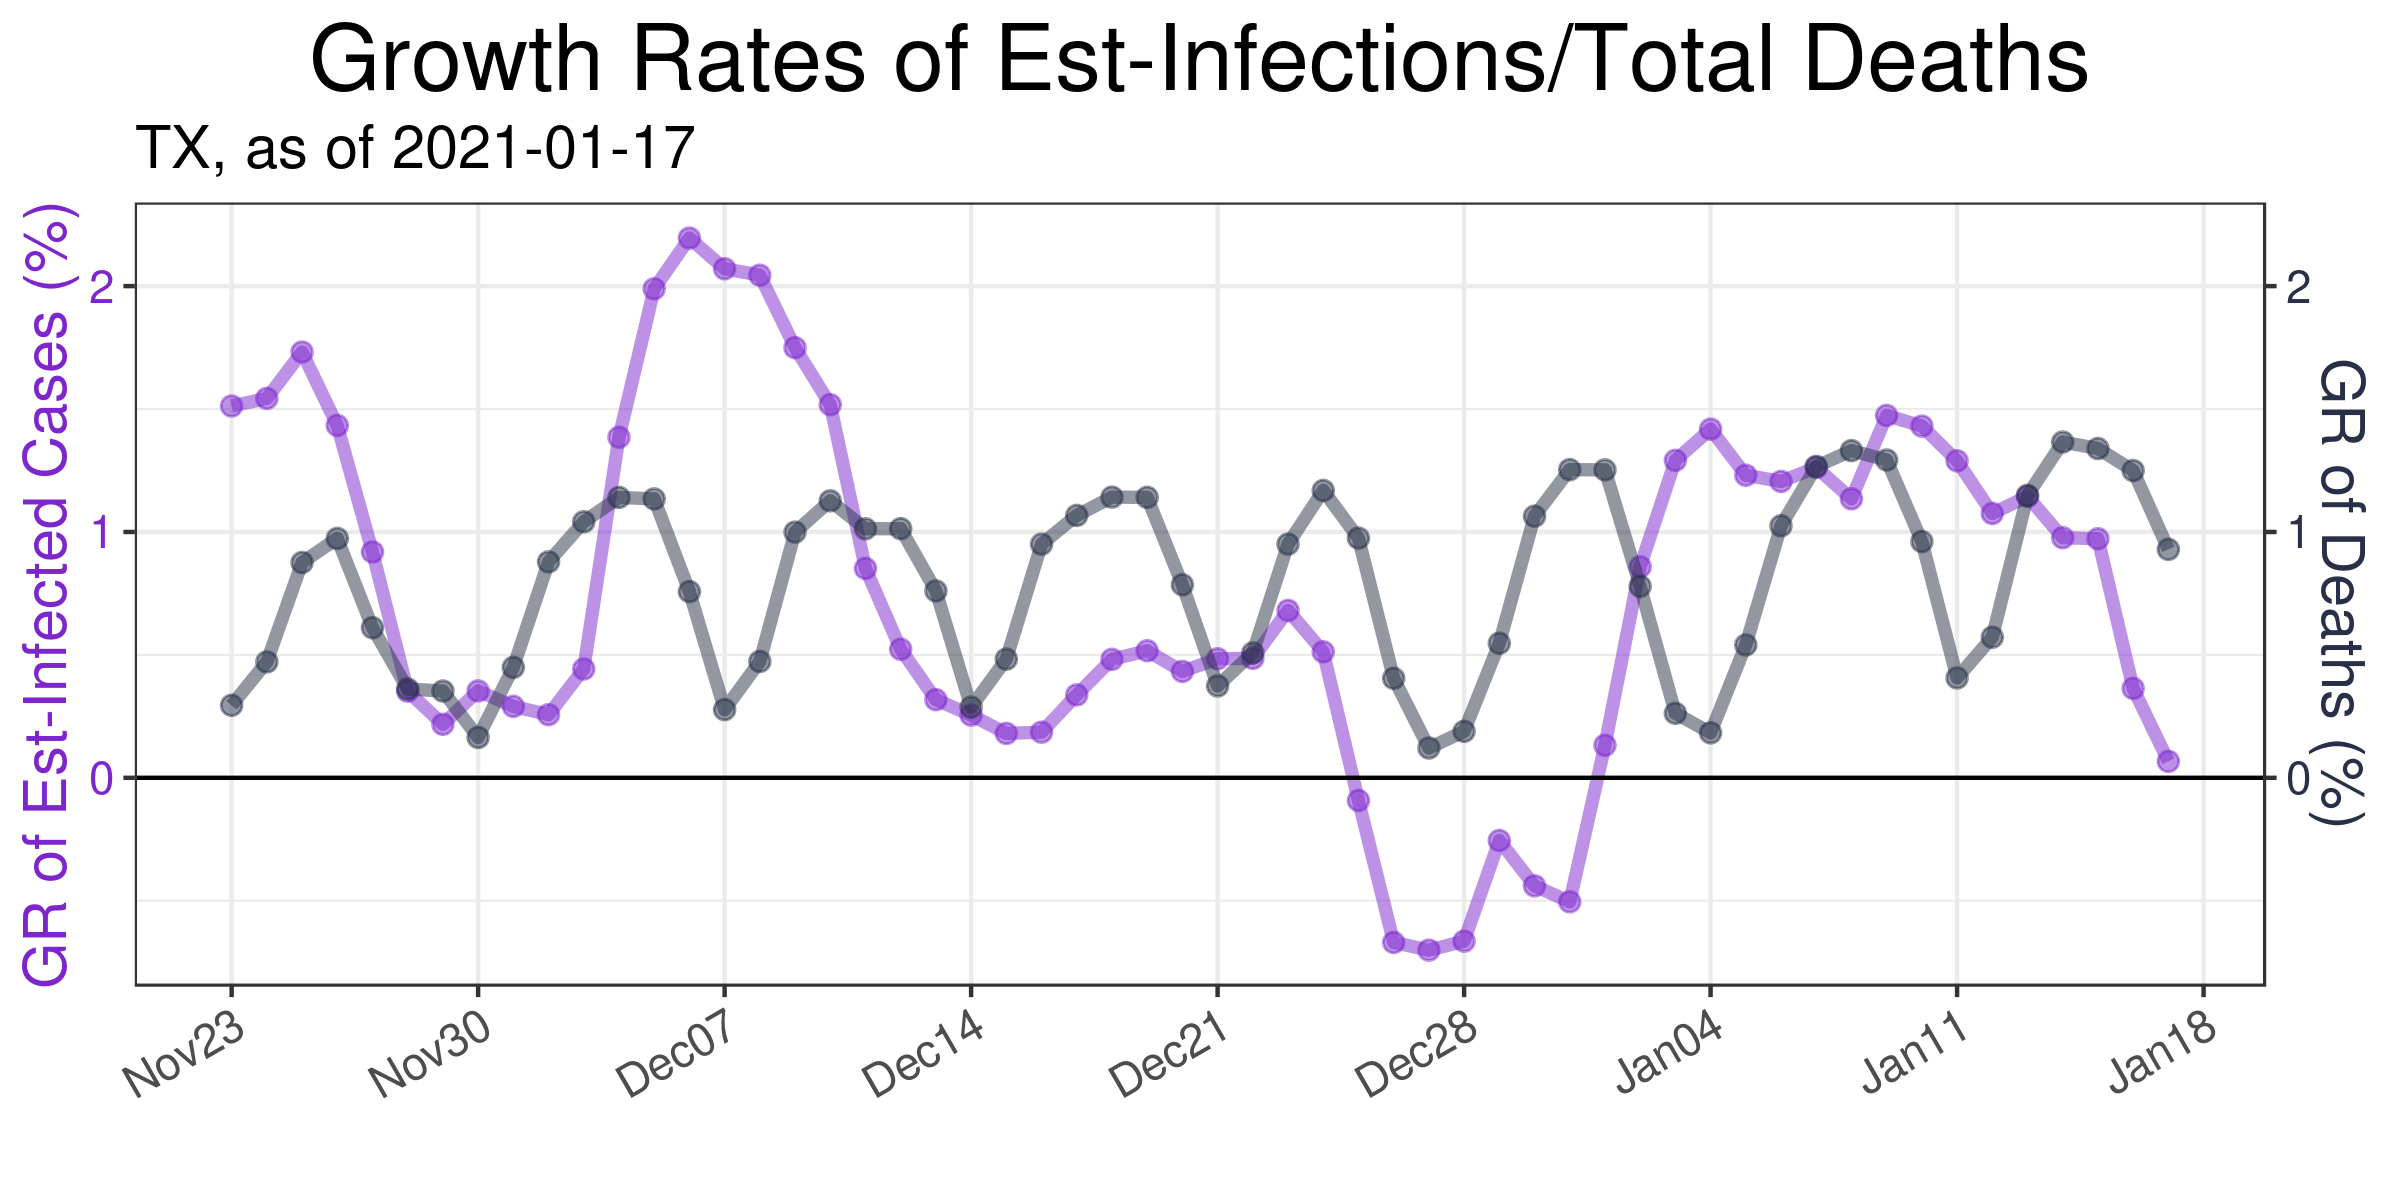 Growth Rates of Est-Infections/Total Deaths
TX, as of 2021-01-17
GR of Est-Infected Cases (%)
2
1
0
2
1
0
GR of Deaths (%)
Nov23
Nov30
Dec07
Dec14
Dec21
Dec28
Jan04
Jan11
Jan18